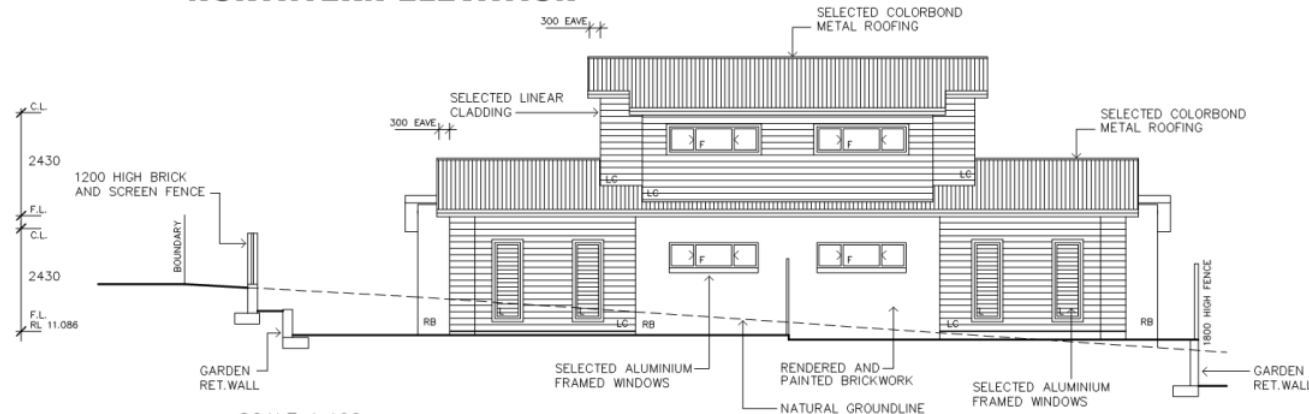 SELECTED COLORBOND
METAL ROOFING
300 EAVE
SELECTED LINEAR
CLADDING
300 EAVE
SELECTED COLORBOND
METAL ROOFING
C.L.
2430
F.L.
C.L.
2430
F.L.
RL 11.086
1200 HIGH BRICK
AND SCREEN FENCE
BOUNDARY
F
F
LC
LC
LC
F
F
L
L
L
L
RB
LC
RB
LC
RB
1800 HIGH FENCE
GARDEN
RET.WALL
SELECTED ALUMINIUM
FRAMED WINDOWS
RENDERED AND
PAINTED BRICKWORK
SELECTED ALUMINIUM
FRAMED WINDOWS
GARDEN
RET.WALL
NATURAL GROUNDLINE